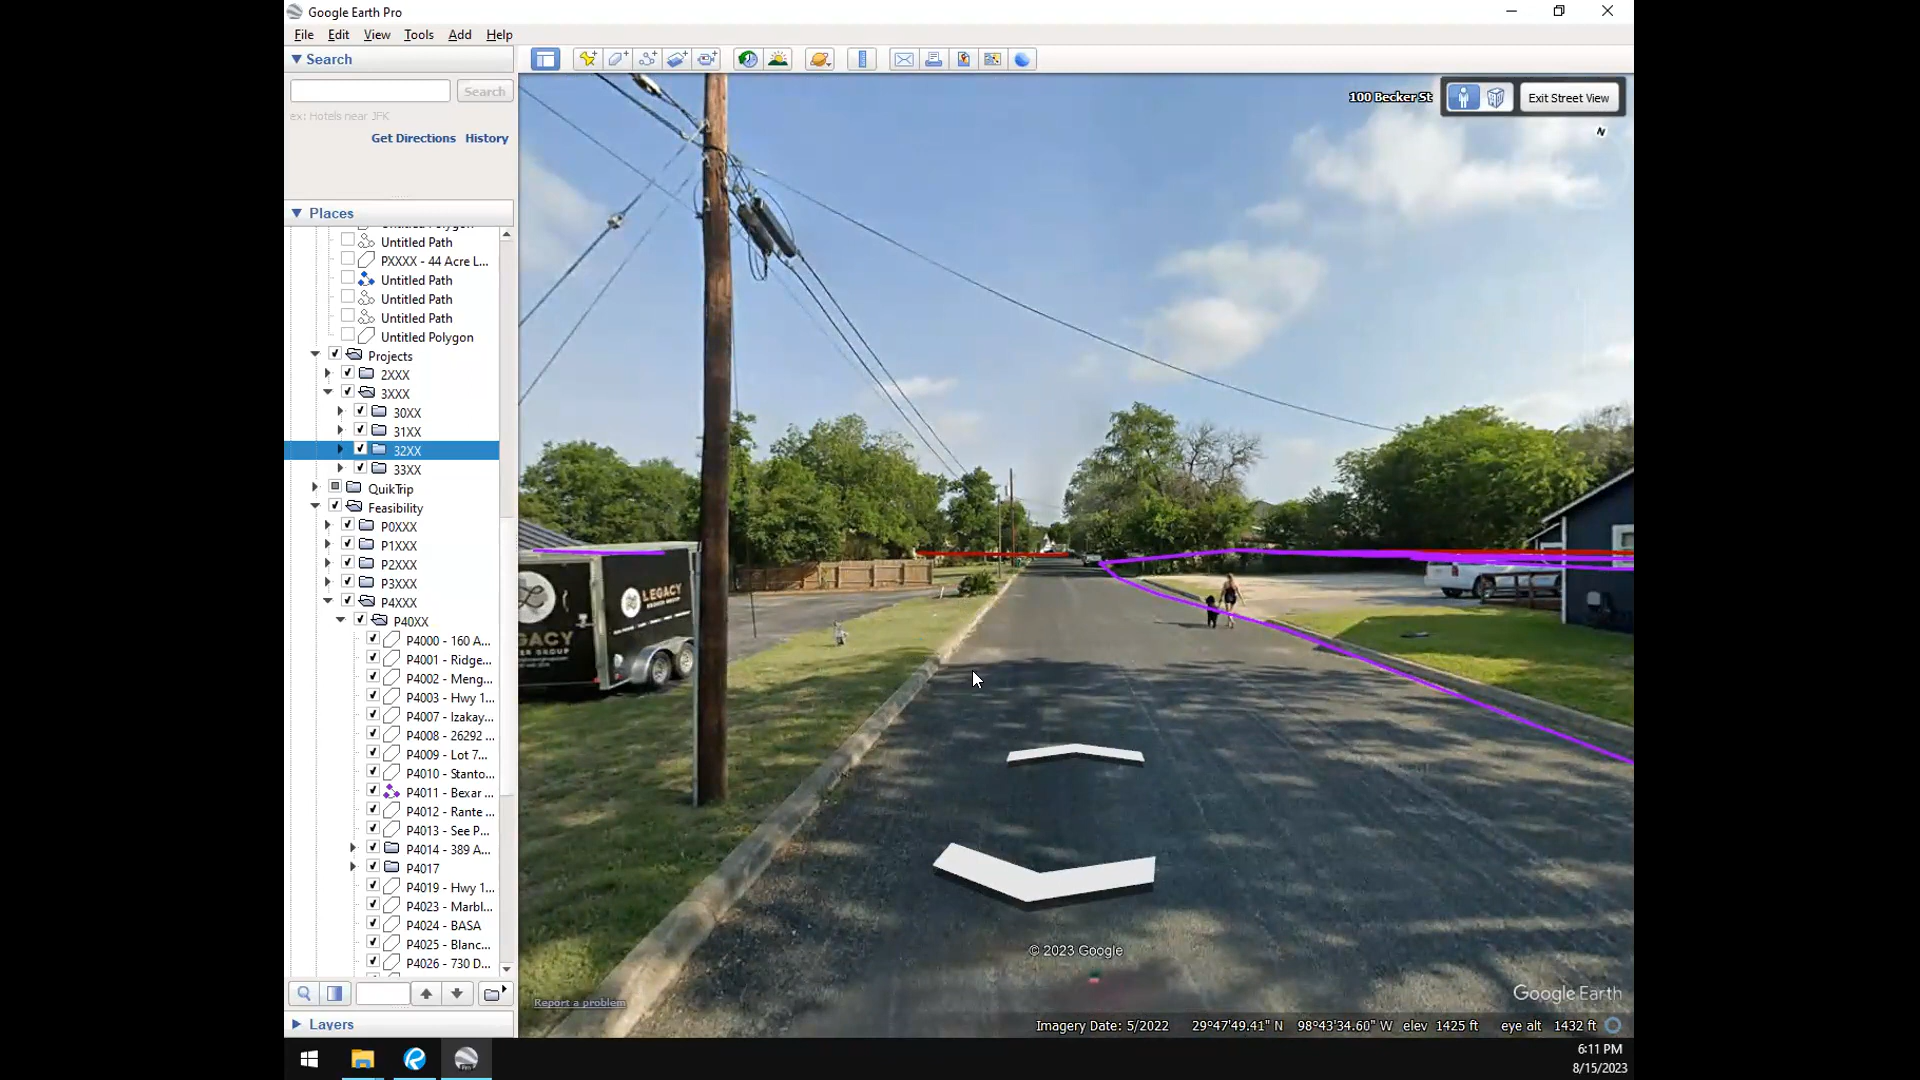 Google Earth Pro
File Edit View Tools Add Help
Search
Search
ex: Hotels near JFK
Get Directions History
Places
Untitled Path
PXXXX - 44 Acre L...
Untitled Path
Untitled Path
Untitled Path
Untitled Polygon
Projects
2XXX
3XXX
30XX
31XX
32XX
33XX
QuikTrip
Feasibility
P0XXX
P1XXX
P2XXX
P3XXX
P4XXX
P40XX
P4000 - 160 A...
P4001 - Ridge...
P4002 - Meng...
P4003 - Hwy 1...
P4007 - Izakay...
P4008 - 26292 ...
P4009 - Lot 7...
P4010 - Stanto...
P4011 - Bexar ...
P4012 - Rante ...
P4013 - See P...
P4014 - 389 A...
P4017
P4019 - Hwy 1...
P4023 - Marbl...
P4024 - BASA
P4025 - Blanc...
P4026 - 730 D...
Layers
100 Becker St
Exit Street View
N
LEGACY
GACY
© 2023 Google
Report a problem
Google Earth
Imagery Date: 5/2022 29°47'49.41" N 98°43'34.60" W elev 1425 ft eye alt 1432 ft
6:11 PM
8/15/2023